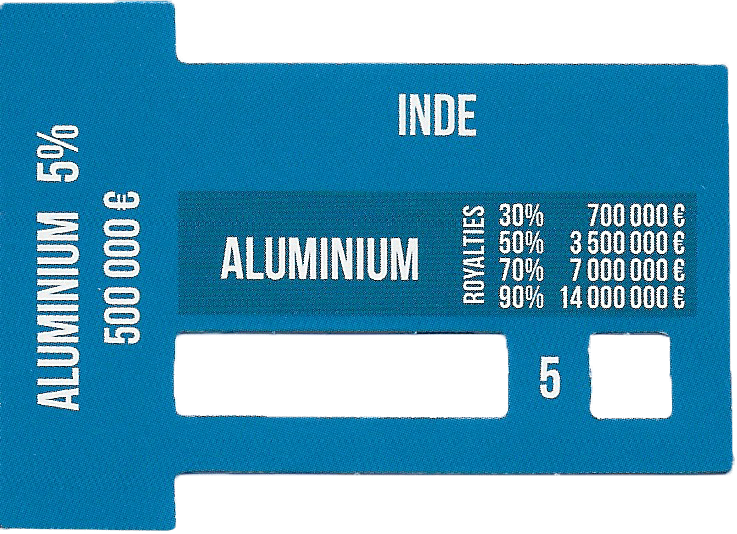 ALUMINIUM 5%
500 000 €
INDE
ALUMINIUM
ROYALTIES
30% 700 000 €
50% 3 500 000 €
70% 7 000 000 €
90% 14 000 000 €
5